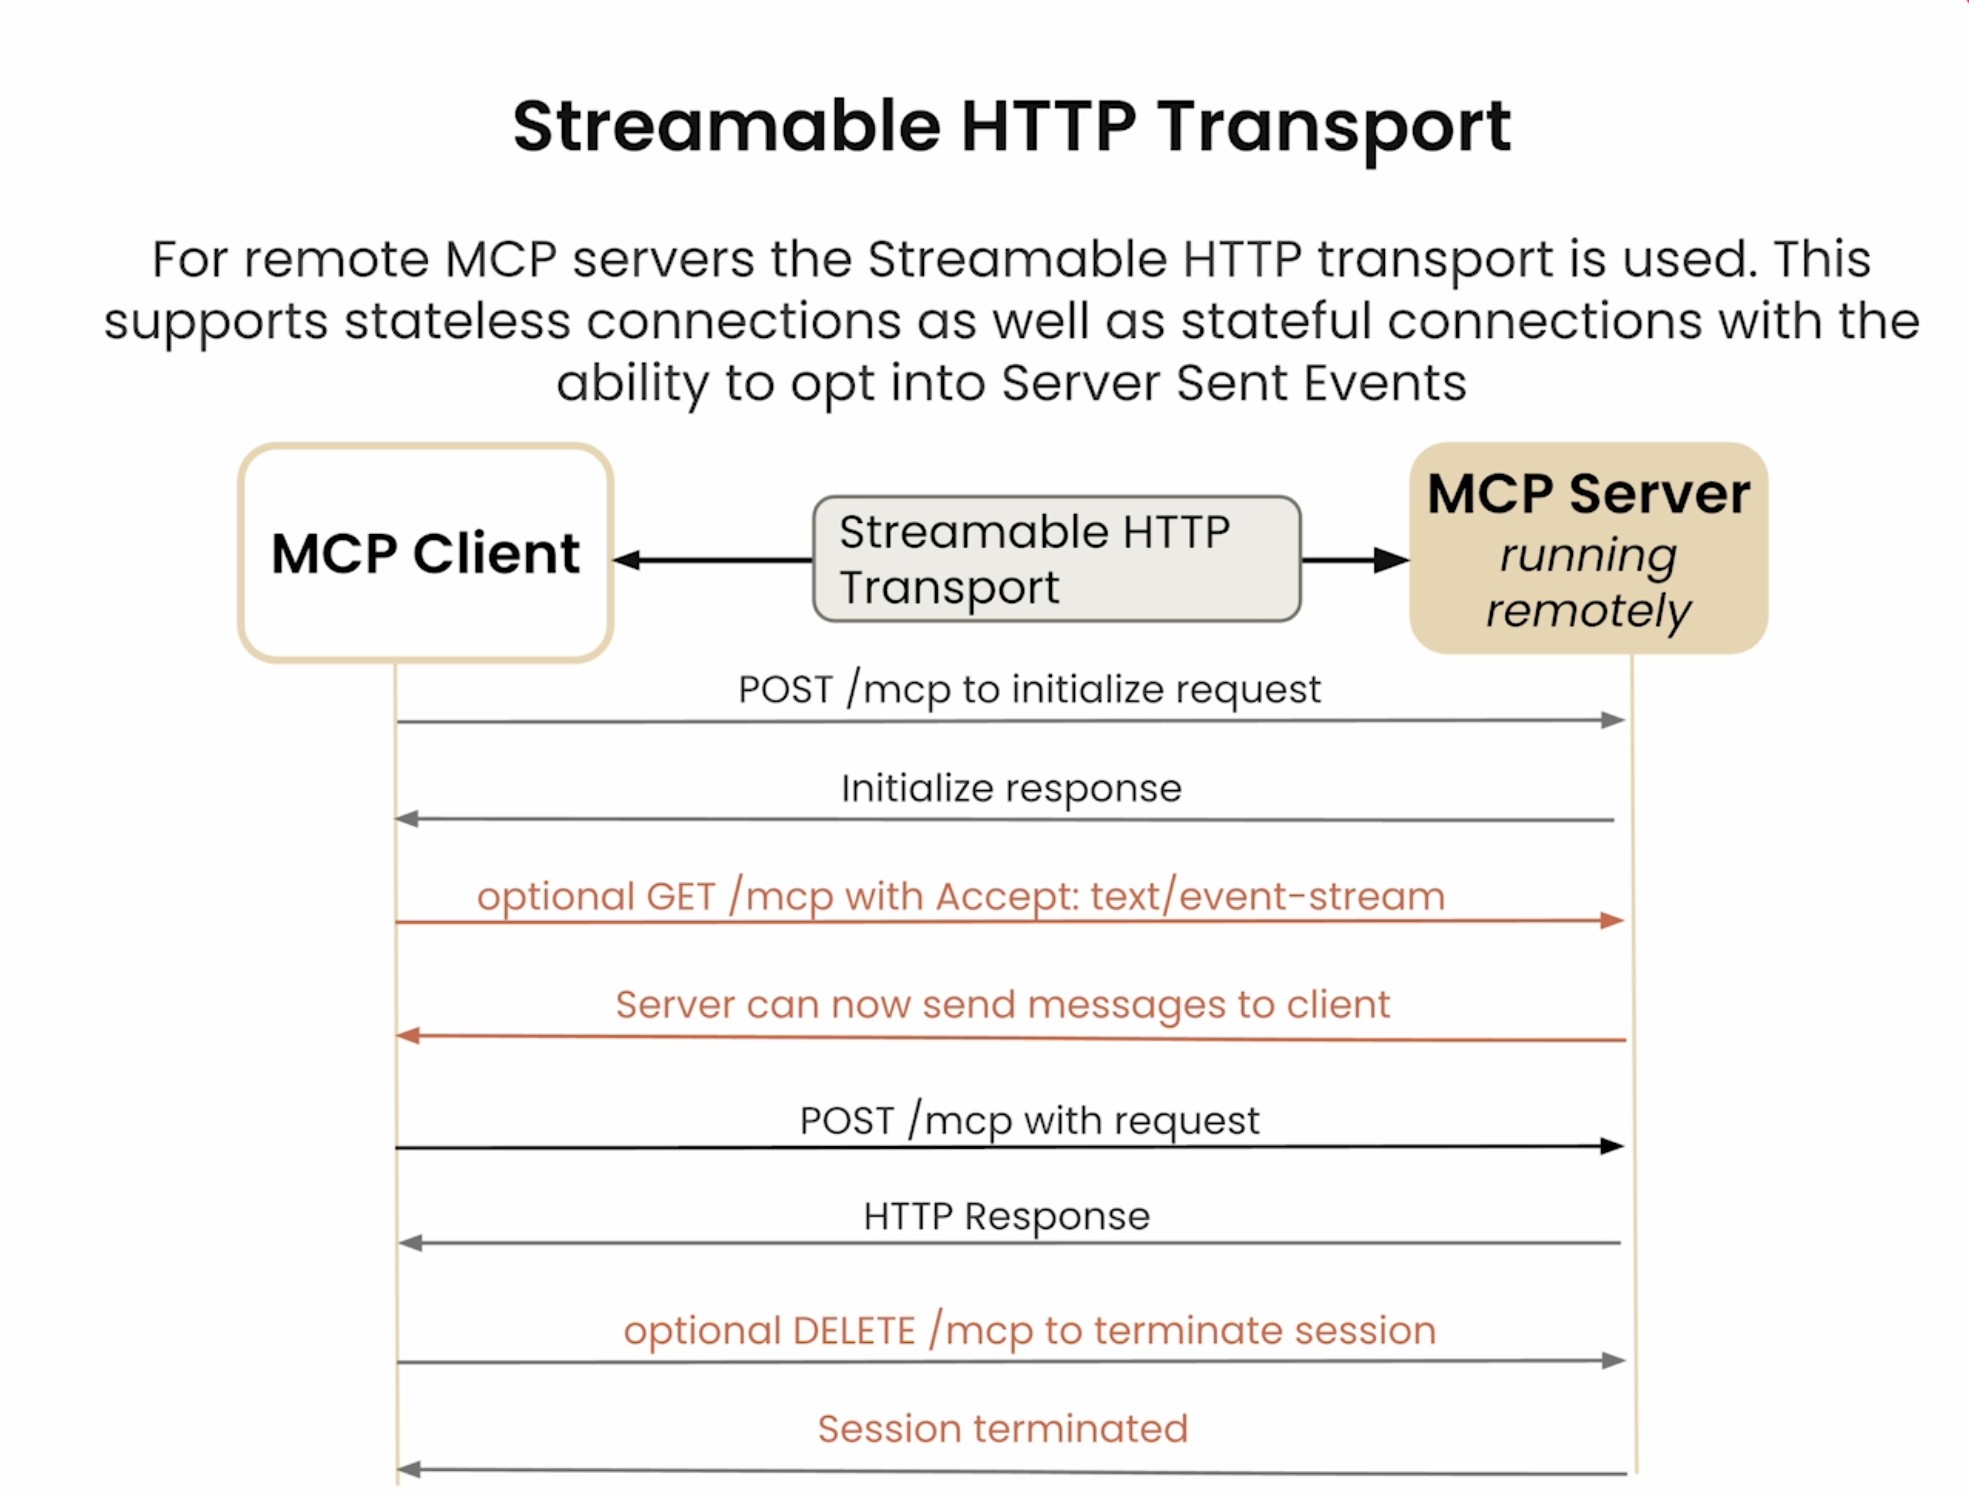 Streamable HTTP Transport
For remote MCP servers the Streamable HTTP transport is used. This
supports stateless connections as well as stateful connections with the
ability to opt into Server Sent Events
MCP Client
Streamable HTTP
Transport
MCP Server
running
remotely
POST /mcp to initialize request
Initialize response
optional GET /mcp with Accept: text/event-stream
Server can now send messages to client
POST /mcp with request
HTTP Response
optional DELETE /mcp to terminate session
Session terminated